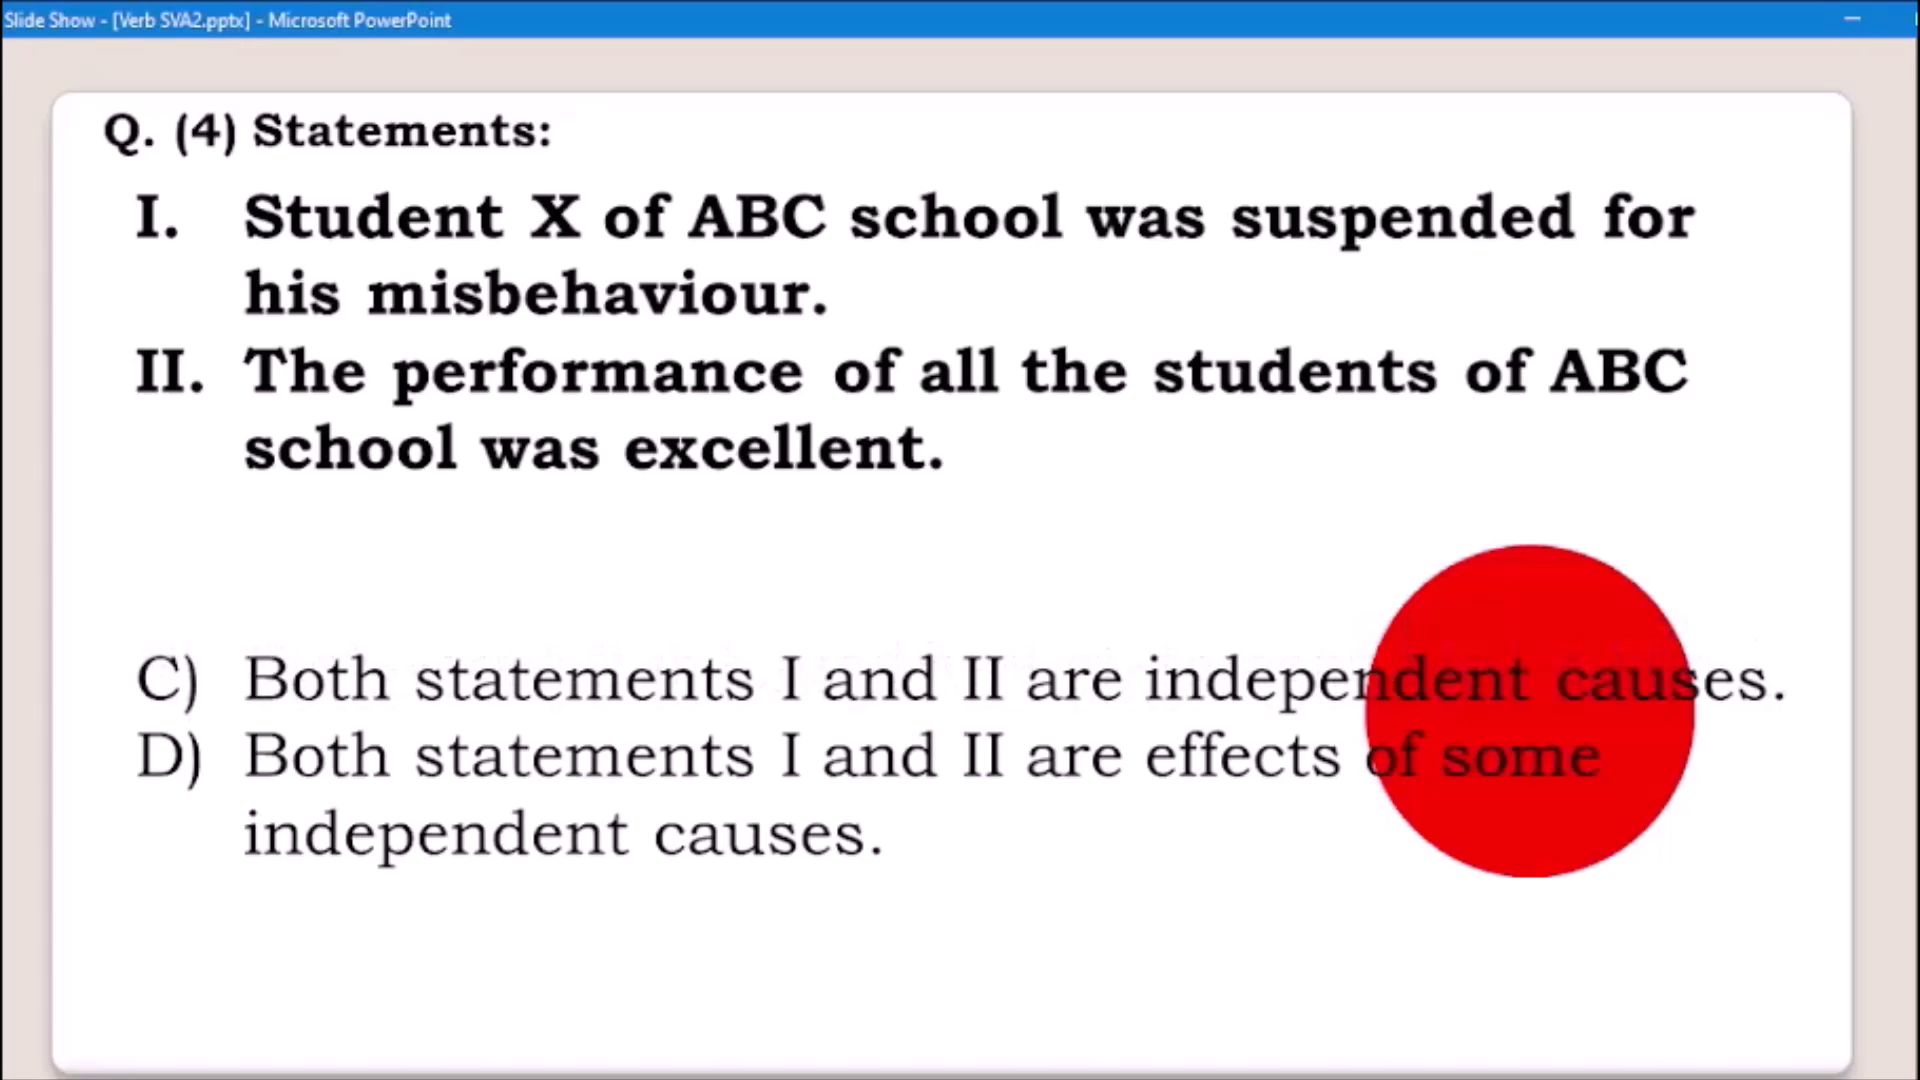 Slide Show - [Verb SVA2.pptx] - Microsoft PowerPoint
Q. (4) Statements:
I. Student X of ABC school was suspended for
his misbehaviour.
II. The performance of all the students of ABC
school was excellent.
C) Both statements I and II are independent causes.
D) Both statements I and II are effects of some
independent causes.